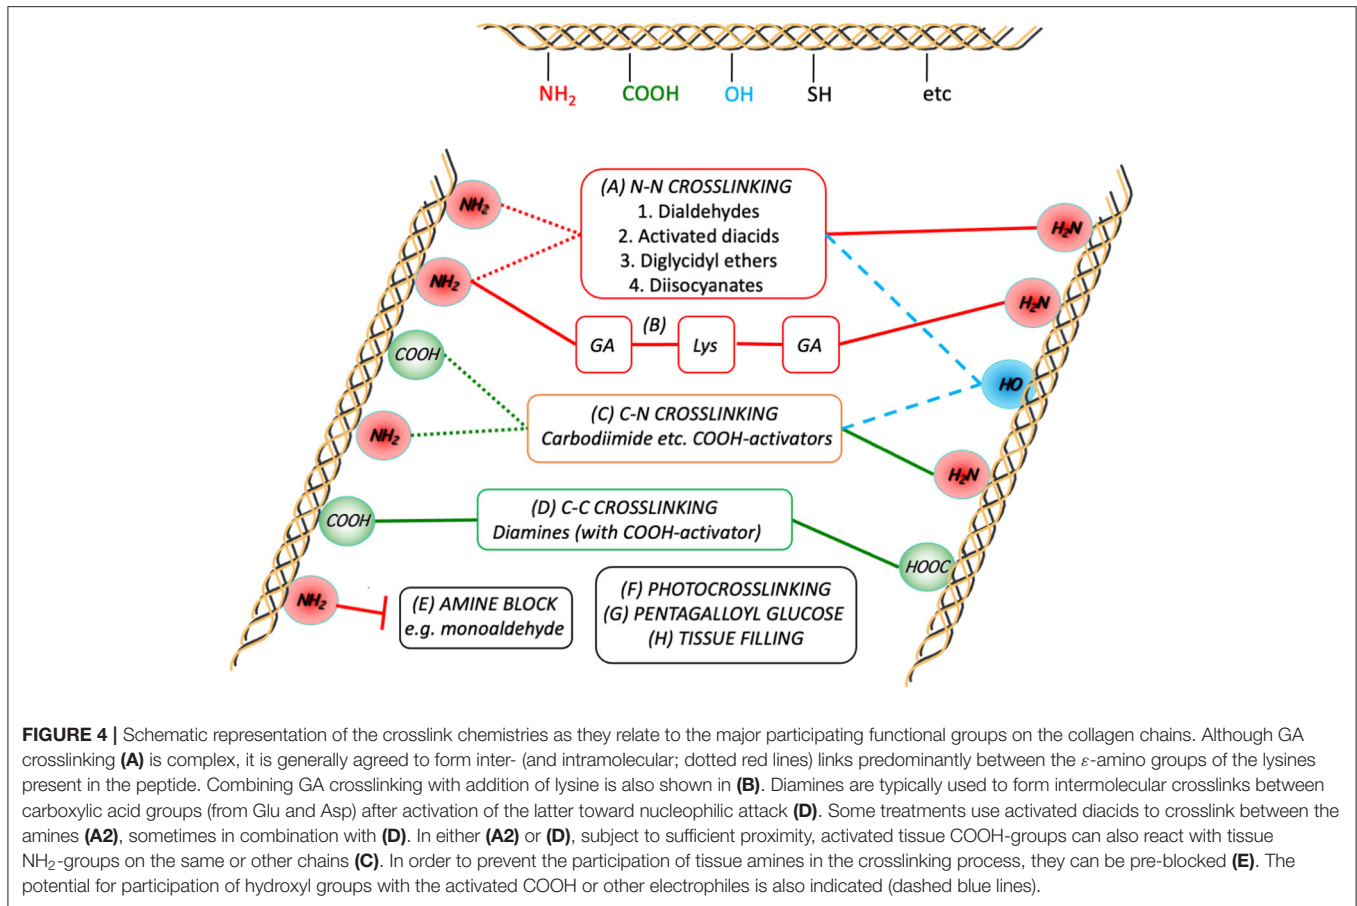 NH₂ COOH OH SH etc
NH₂
NH₂
COOH
NH₂
COOH
NH₂
(A) N-N CROSSLINKING
1. Dialdehydes
2. Activated diacids
3. Diglycidyl ethers
4. Diisocyanates
(B)
GA Lys GA
(C) C-N CROSSLINKING
Carbodiimide etc. COOH-activators
(D) C-C CROSSLINKING
Diamines (with COOH-activator)
(E) AMINE BLOCK
e.g. monoaldehyde
(F) PHOTOCROSSLINKING
(G) PENTAGALLOYL GLUCOSE
(H) TISSUE FILLING
H₂N
H₂N
HO
H₂N
HOOC
FIGURE 4 | Schematic representation of the crosslink chemistries as they relate to the major participating functional groups on the collagen chains. Although GA
crosslinking (A) is complex, it is generally agreed to form inter- (and intramolecular; dotted red lines) links predominantly between the ε-amino groups of the lysines
present in the peptide. Combining GA crosslinking with addition of lysine is also shown in (B). Diamines are typically used to form intermolecular crosslinks between
carboxylic acid groups (from Glu and Asp) after activation of the latter toward nucleophilic attack (D). Some treatments use activated diacids to crosslink between the
amines (A2), sometimes in combination with (D). In either (A2) or (D), subject to sufficient proximity, activated tissue COOH-groups can also react with tissue
NH₂-groups on the same or other chains (C). In order to prevent the participation of tissue amines in the crosslinking process, they can be pre-blocked (E). The
potential for participation of hydroxyl groups with the activated COOH or other electrophiles is also indicated (dashed blue lines).